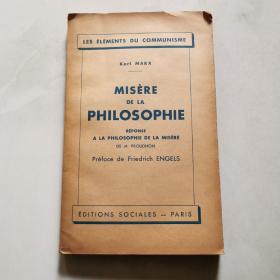 LES ÉLÉMENTS DU COMMUNISME
Karl MARX
MISÈRE
DE LA
PHILOSOPHIE
RÉPONSE
A LA PHILOSOPHIE DE LA MISÈRE
DE M. PROUDHON
Préface de Friedrich ENGELS
ÉDITIONS SOCIALES — PARIS